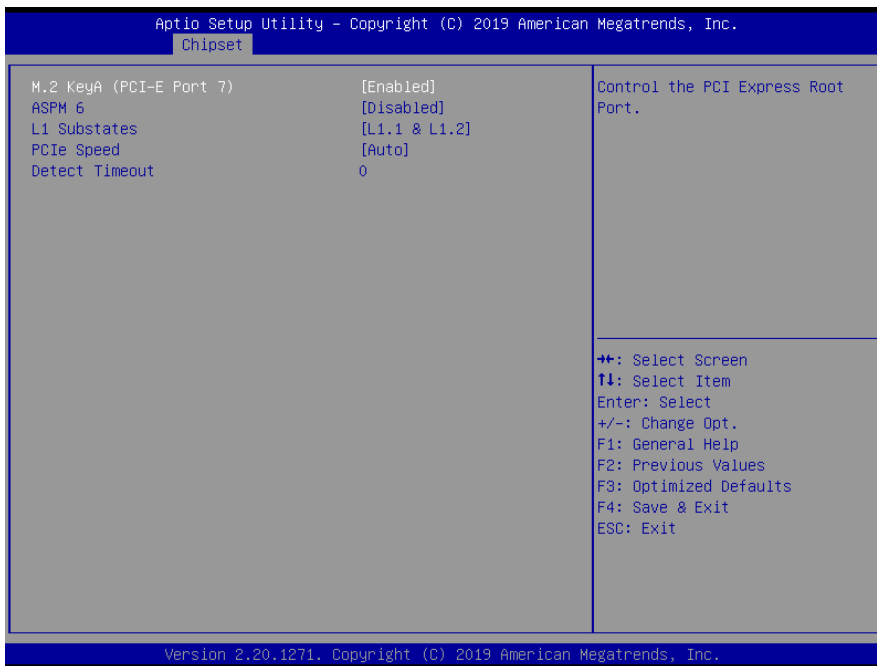 Aptio Setup Utility – Copyright (C) 2019 American Megatrends, Inc.
Chipset
M.2 KeyA (PCI-E Port 7) [Enabled]
ASPM 6 [Disabled]
L1 Substates [L1.1 & L1.2]
PCIe Speed [Auto]
Detect Timeout 0
Control the PCI Express Root
Port.
→←: Select Screen
↑↓: Select Item
Enter: Select
+/-: Change Opt.
F1: General Help
F2: Previous Values
F3: Optimized Defaults
F4: Save & Exit
ESC: Exit
Version 2.20.1271. Copyright (C) 2019 American Megatrends, Inc.